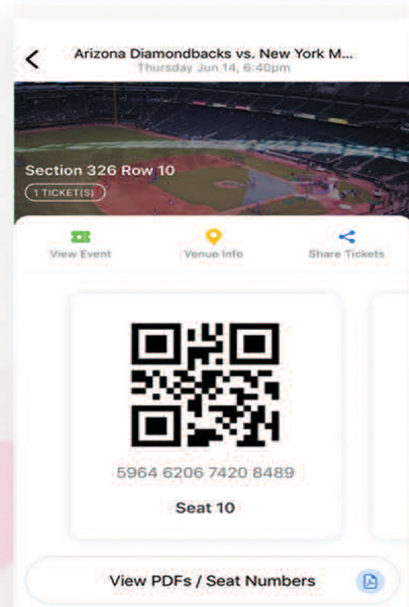 Arizona Diamondbacks vs. New York M...
Thursday Jun 14, 6:40pm
Section 326 Row 10
1 TICKET(S)
View Event
Venue Info
Share Tickets
5964 6206 7420 8489
Seat 10
View PDFs / Seat Numbers